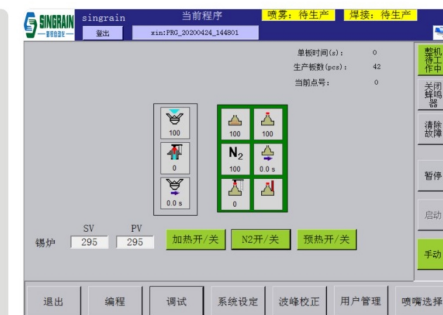 SINGRAIN
singrain
登出
当前程序
xin:PRG_20200424_144801
喷雾: 待生产
焊接: 待生产
单板时间(s): 0
生产板数(pcs): 42
当前点号: 0
整机待工作中
关闭蜂鸣器
清除故障
暂停
启动
手动
100
0
0.0 s
100
100
N₂
100
0.0 s
0
SV
PV
锡炉
295
295
加热开/关
N2开/关
预热开/关
退出
编程
调试
系统设定
波峰校正
用户管理
喷嘴选择